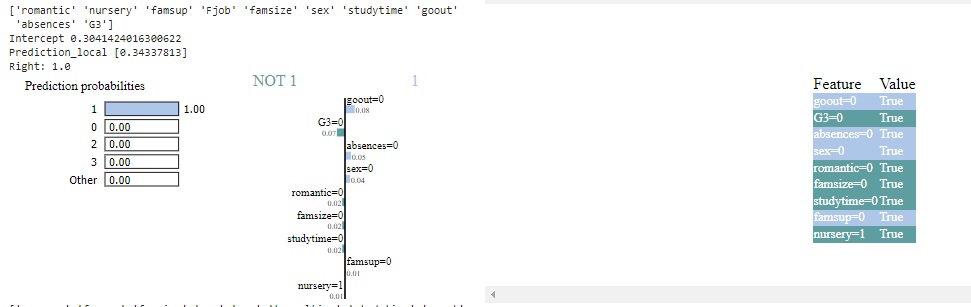 ['romantic' 'nursery' 'famsup' 'Fjob' 'famsize' 'sex' 'studytime' 'goout'
'absences' 'G3']
Intercept 0.3041424016300622
Prediction_local [0.34337813]
Right: 1.0
Prediction probabilities
1 1.00
0 0.00
2 0.00
3 0.00
Other 0.00
NOT 1 1
goout=0
0.08
G3=0
0.07
absences=0
0.05
sex=0
0.04
romantic=0
0.02
famsize=0
0.02
studytime=0
0.02
famsup=0
0.01
nursery=1
0.01
Feature Value
goout=0 True
G3=0 True
absences=0 True
sex=0 True
romantic=0 True
famsize=0 True
studytime=0 True
famsup=0 True
nursery=1 True